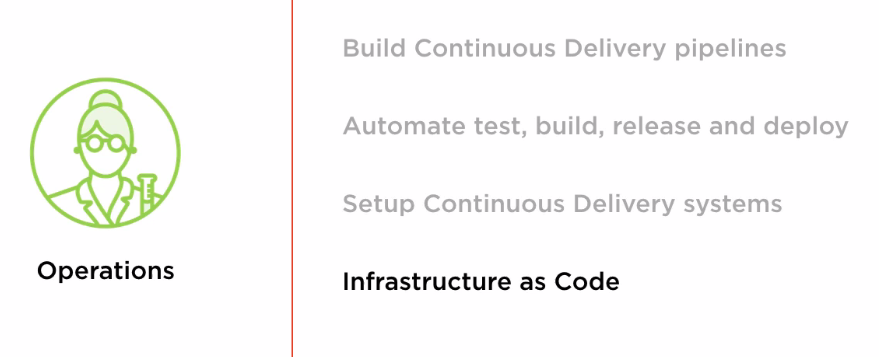 Operations
Build Continuous Delivery pipelines
Automate test, build, release and deploy
Setup Continuous Delivery systems
Infrastructure as Code